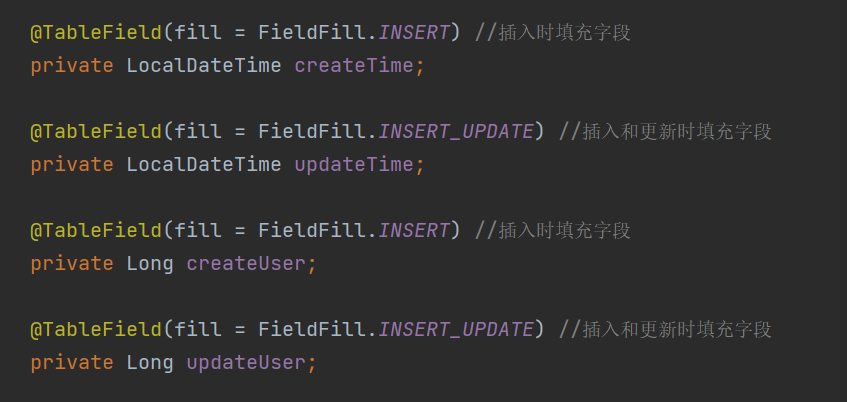 @TableField(fill = FieldFill.INSERT) //插入时填充字段
private LocalDateTime createTime;
@TableField(fill = FieldFill.INSERT_UPDATE) //插入和更新时填充字段
private LocalDateTime updateTime;
@TableField(fill = FieldFill.INSERT) //插入时填充字段
private Long createUser;
@TableField(fill = FieldFill.INSERT_UPDATE) //插入和更新时填充字段
private Long updateUser;